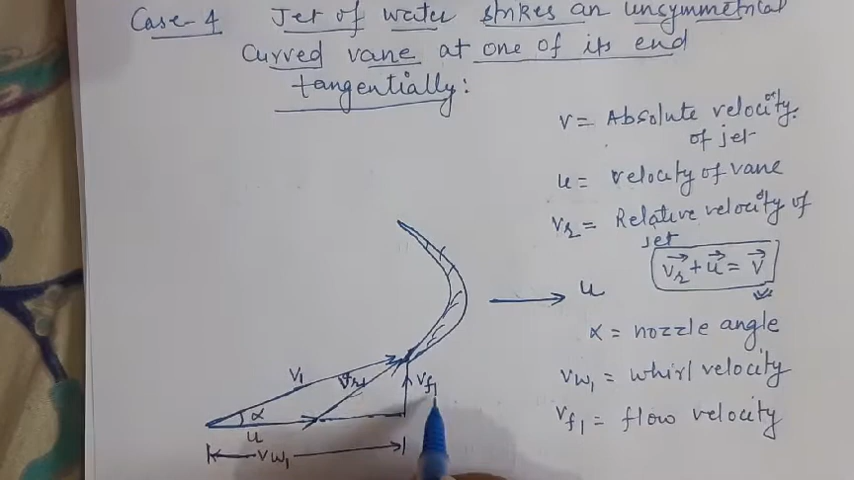 Case-4 Jet of water strikes an unsymmetrical
curved vane at one of its end
tangentially:
V = Absolute velocity
of jet
u = velocity of vane
Vr = Relative velocity of
jet
Vr + u = V
u
α = nozzle angle
Vw1 = whirl velocity
Vf1 = flow velocity
V1
Vr1
Vf1
α
u
Vw1